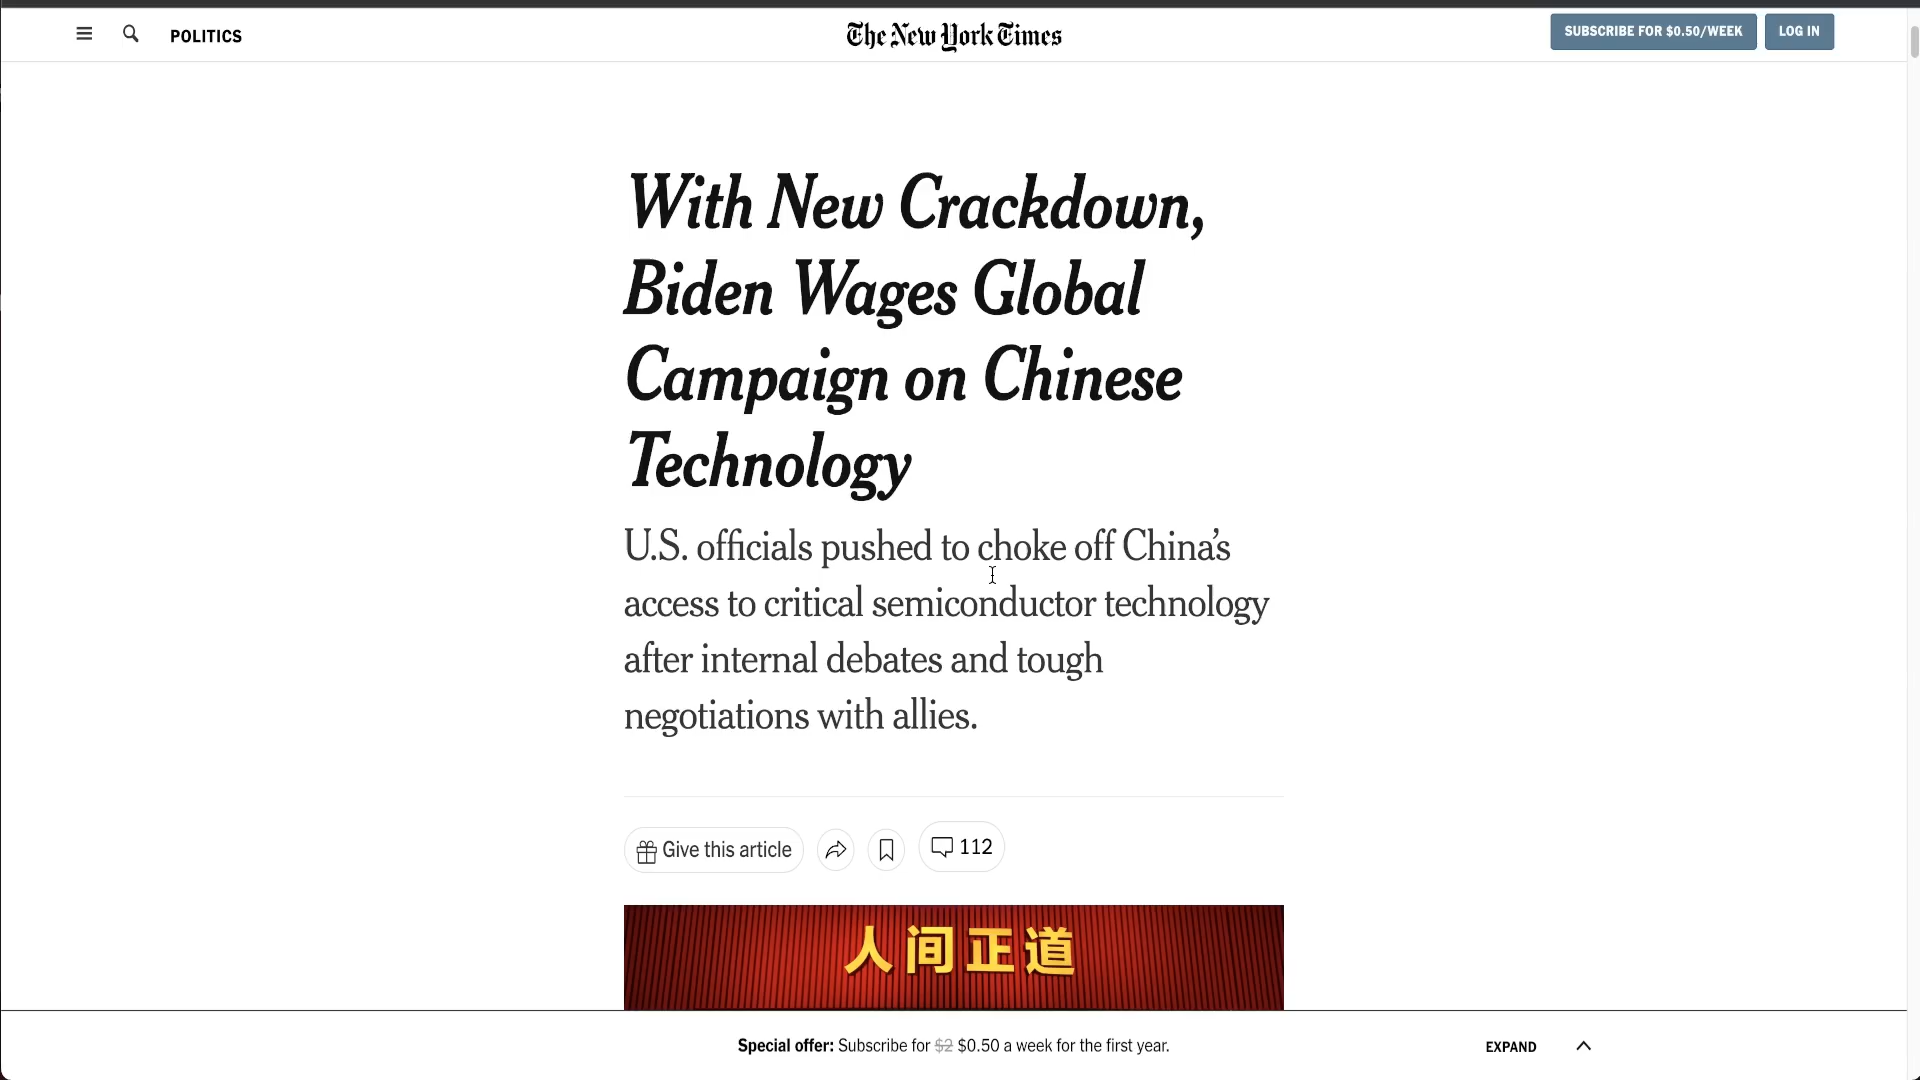 POLITICS
The New York Times
SUBSCRIBE FOR $0.50/WEEK
LOG IN
With New Crackdown,
Biden Wages Global
Campaign on Chinese
Technology
U.S. officials pushed to choke off China’s
access to critical semiconductor technology
after internal debates and tough
negotiations with allies.
Give this article
112
人间正道
Special offer: Subscribe for $2 $0.50 a week for the first year.
EXPAND